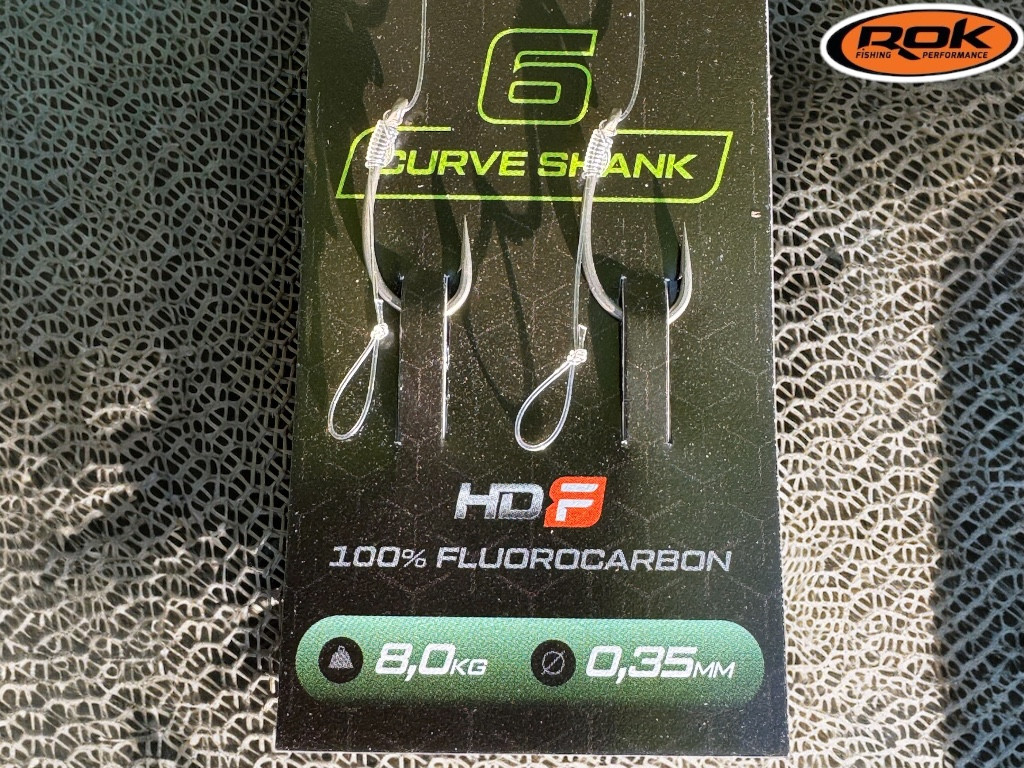 ROK
FISHING PERFORMANCE
6
CURVE SHANK
HDF
100% FLUOROCARBON
8,0KG 0,35MM